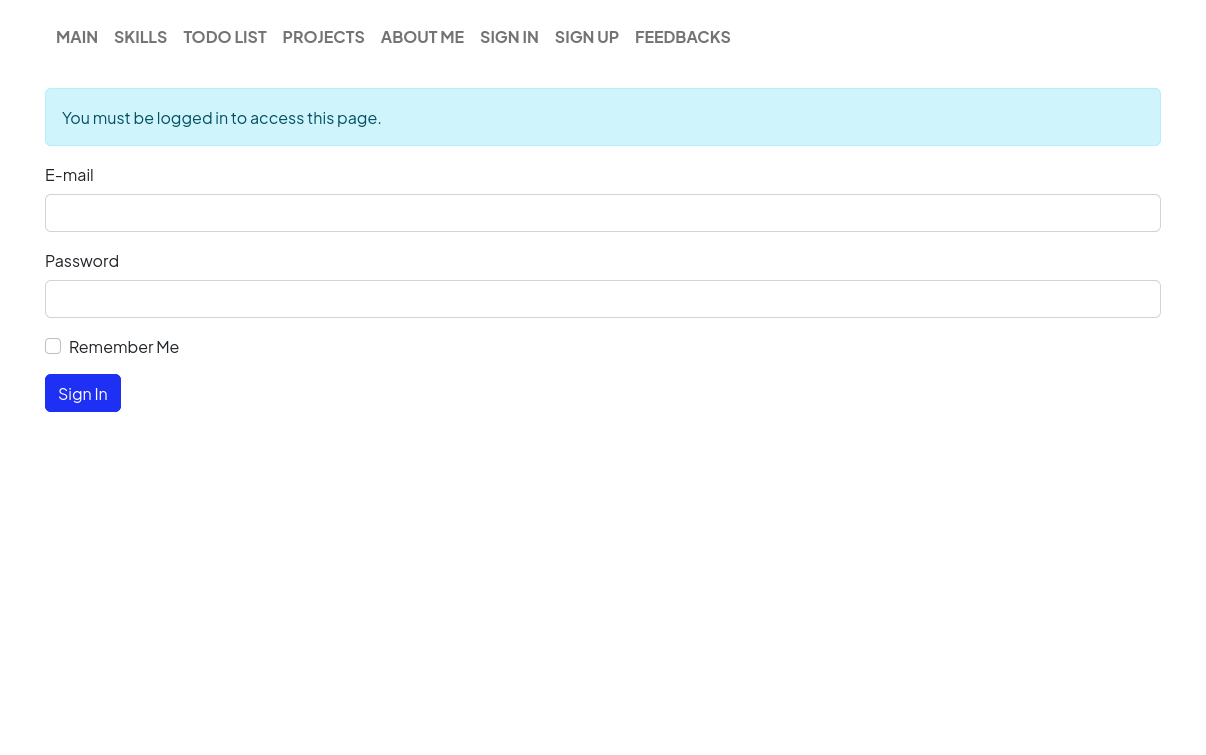 MAIN SKILLS TODO LIST PROJECTS ABOUT ME SIGN IN SIGN UP FEEDBACKS
You must be logged in to access this page.
E-mail
Password
Remember Me
Sign In